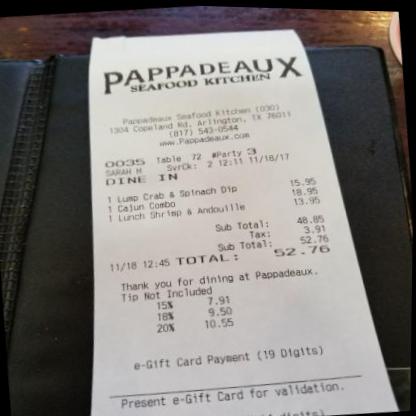 PAPPADEAUX
SEAFOOD KITCHEN
Pappadeaux Seafood Kitchen (030)
1304 Copeland Rd, Arlington, TX 76011
(817) 543-0544
www.Pappadeaux.com
0035 Table 72 #Party 3
SARAH H SvrCk: 2 12:11 11/18/17
DINE IN
1 Lump Crab & Spinach Dip 15.95
1 Cajun Combo 18.95
1 Lunch Shrimp & Andouille 13.95
Sub Total: 48.85
Tax: 3.91
Sub Total: 52.76
11/18 12:45 TOTAL: 52.76
Thank you for dining at Pappadeaux.
Tip Not Included
15% 7.91
18% 9.50
20% 10.55
e-Gift Card Payment (19 Digits)
Present e-Gift Card for validation.
digits)